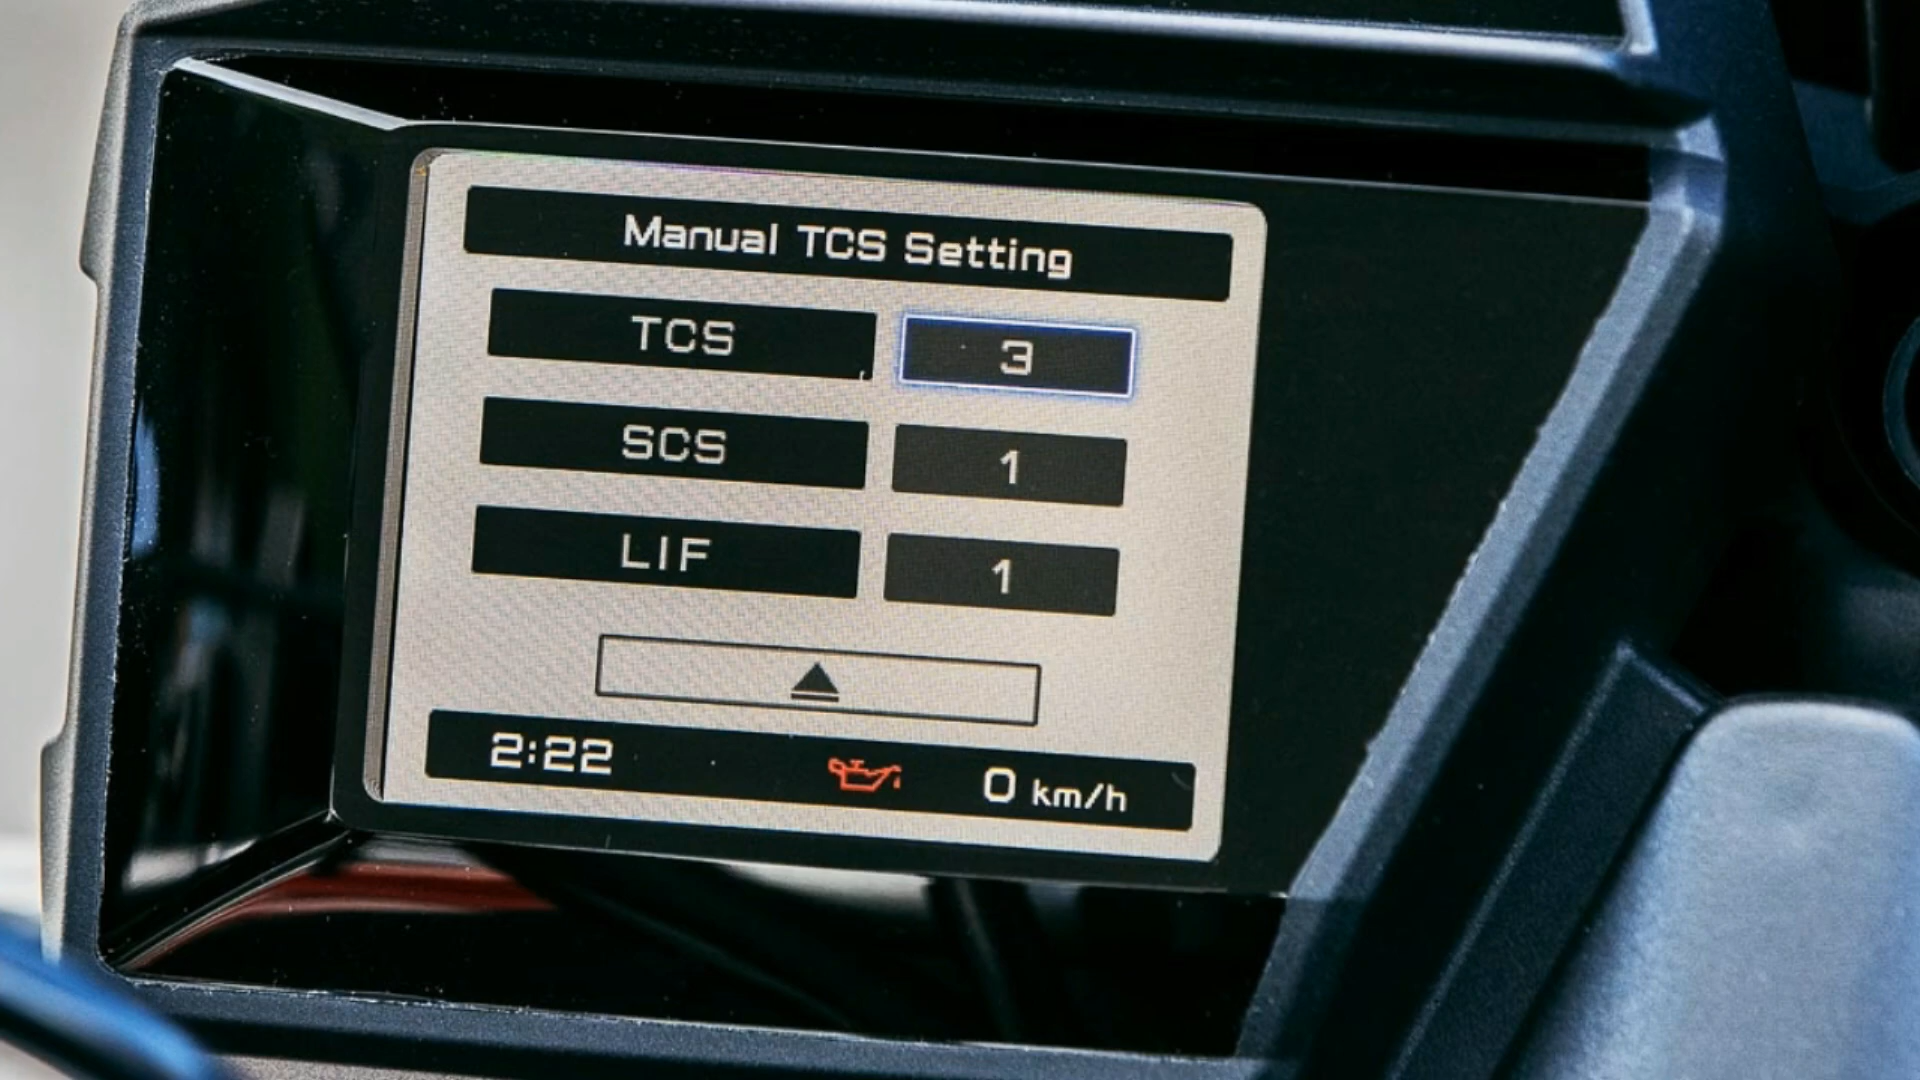 Manual TCS Setting
TCS 3
SCS 1
LIF 1
2:22 0 km/h